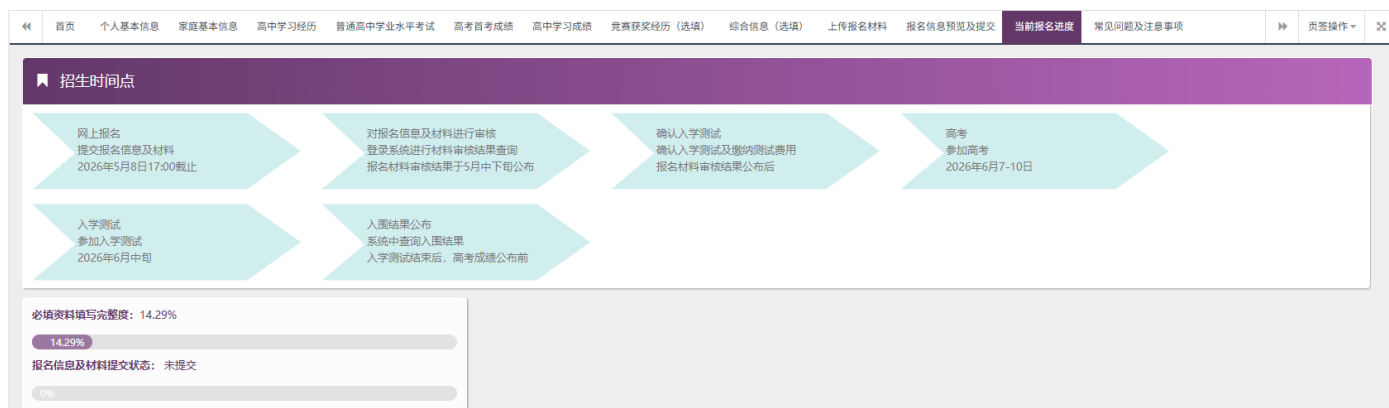 首页 个人基本信息 家庭基本信息 高中学习经历 普通高中学业水平考试 高考首考成绩 高中学习成绩 竞赛获奖经历（选填） 综合信息（选填） 上传报名材料 报名信息预览及提交 当前报名进度 常见问题及注意事项 页签操作
招生时间点
网上报名
提交报名信息及材料
2026年5月8日17:00截止
对报名信息及材料进行审核
登录系统进行材料审核结果查询
报名材料审核结果于5月中下旬公布
确认入学测试
确认入学测试及缴纳测试费用
报名材料审核结果公布后
高考
参加高考
2026年6月7-10日
入学测试
参加入学测试
2026年6月中旬
入围结果公布
系统中查询入围结果
入学测试结束后，高考成绩公布前
必填资料填写完整度：14.29%
14.29%
报名信息及材料提交状态： 未提交
0%